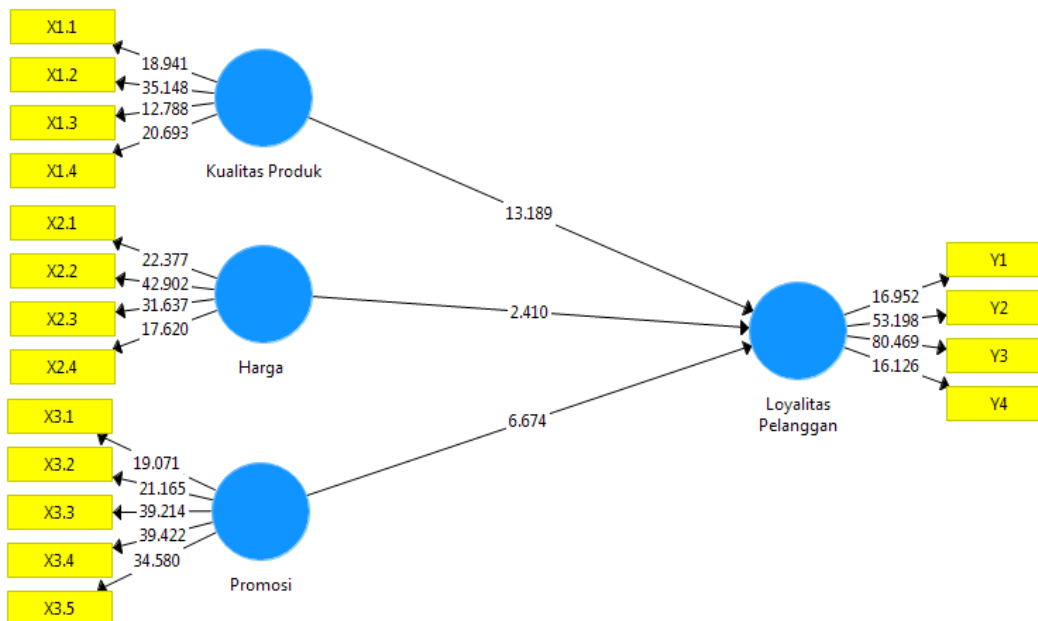 X1.1
X1.2
X1.3
X1.4
18.941
35.148
12.788
20.693
Kualitas Produk
13.189
X2.1
X2.2
X2.3
X2.4
22.377
42.902
31.637
17.620
Harga
2.410
X3.1
X3.2
X3.3
X3.4
X3.5
19.071
21.165
39.214
39.422
34.580
Promosi
6.674
Loyalitas
Pelanggan
16.952
53.198
80.469
16.126
Y1
Y2
Y3
Y4